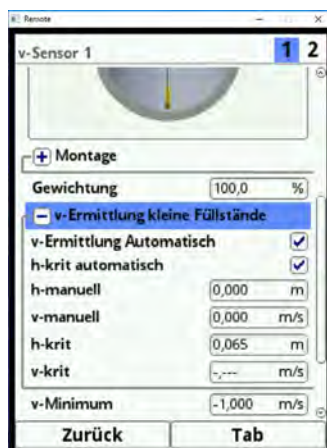 Remote
v-Sensor 1 1 2
Montage
Gewichtung 100,0 %
v-Ermittlung kleine Füllstände
v-Ermittlung Automatisch
h-krit automatisch
h-manuell 0,000 m
v-manuell 0,000 m/s
h-krit 0,065 m
v-krit -,--- m/s
v-Minimum -1,000 m/s
Zurück Tab